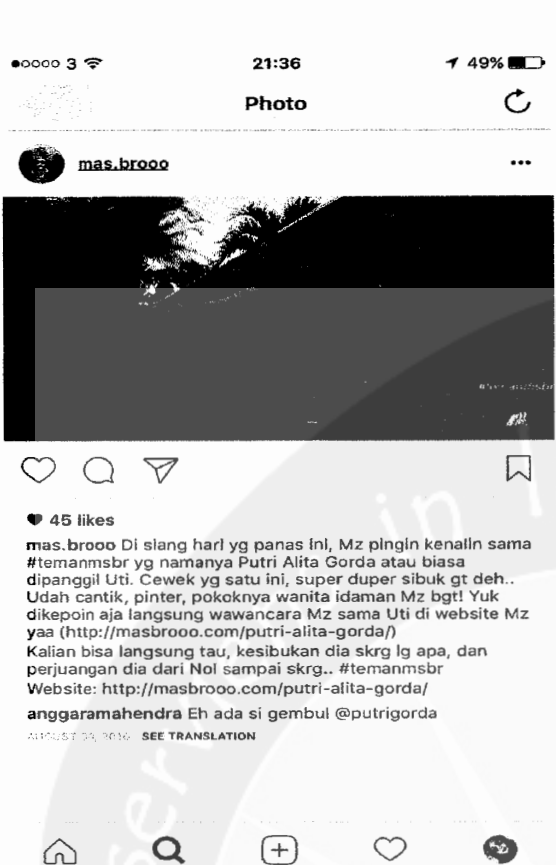 3 21:36 49%
Photo
mas.brooo
45 likes
mas.brooo Di siang hari yg panas ini, Mz pingin kenalin sama
#temanmsbr yg namanya Putri Alita Gorda atau biasa
dipanggil Uti. Cewek yg satu ini, super duper sibuk gt deh..
Udah cantik, pinter, pokoknya wanita idaman Mz bgt! Yuk
dikepoin aja langsung wawancara Mz sama Uti di website Mz
yaa (http://masbrooo.com/putri-alita-gorda/)
Kalian bisa langsung tau, kesibukan dia skrg lg apa, dan
perjuangan dia dari Nol sampai skrg.. #temanmsbr
Website: http://masbrooo.com/putri-alita-gorda/
anggaramahendra Eh ada si gembul @putrigorda
AUGUST 2016 SEE TRANSLATION
in